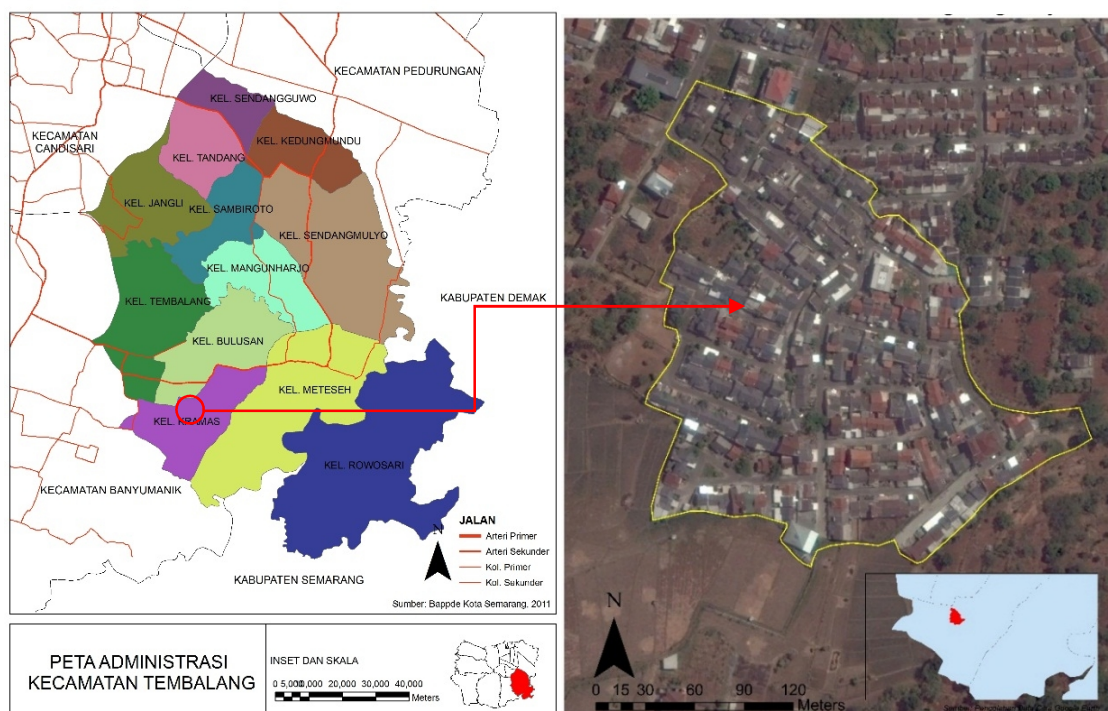 KECAMATAN PEDURUNGAN
KEL. SENDANGGUWO
KECAMATAN
CANDISARI
KEL. KEDUNGMUNDU
KEL. TANDANG
KEL. JANGLI
KEL. SAMBIROTO
KEL. SENDANGMULYO
KEL. MANGUNHARJO
KEL. TEMBALANG
KABUPATEN DEMAK
KEL. BULUSAN
KEL. METESEH
KEL. KRAMAS
KEL. ROWOSARI
KECAMATAN BANYUMANIK
KABUPATEN SEMARANG
JALAN
N
Arteri Primer
Arteri Sekunder
Kol. Primer
Kol. Sukunder
Sumber: Bappde Kota Semarang, 2011
PETA ADMINISTRASI
KECAMATAN TEMBALANG
INSET DAN SKALA
0 5,000 10,000 20,000 30,000 40,000
Meters
N
0 15 30 60 90 120
Meters